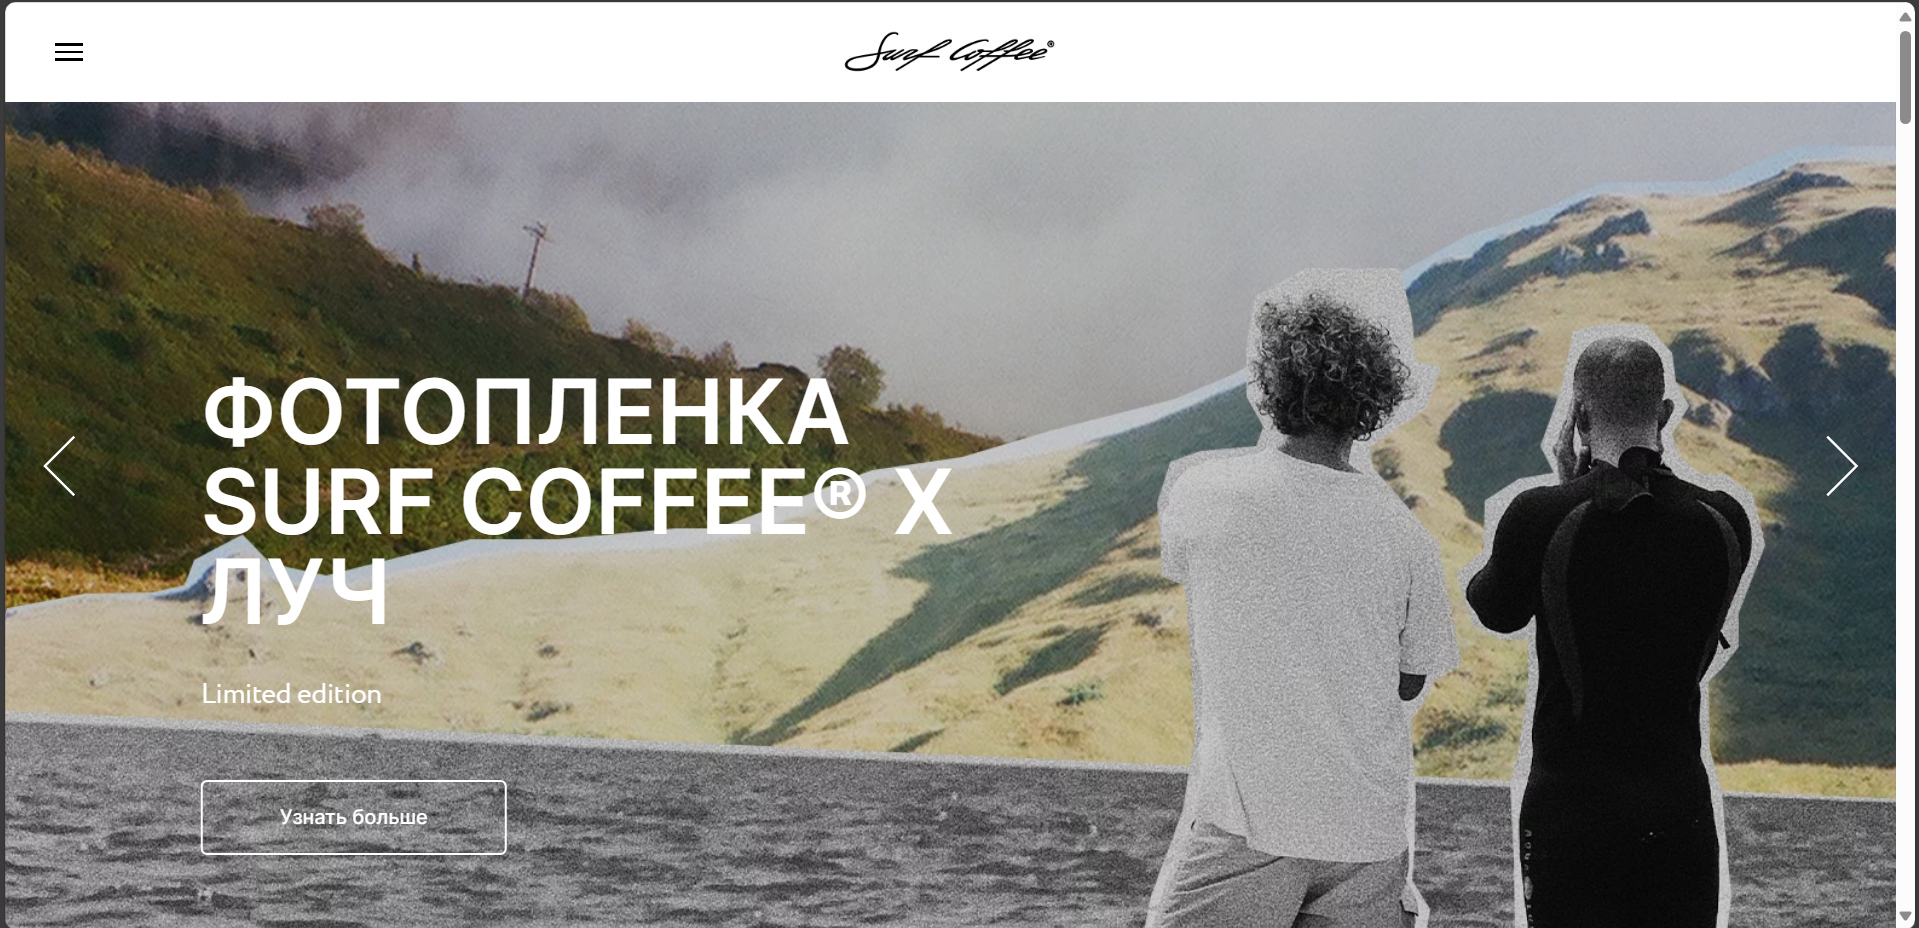 Surf Coffee®
ФОТОПЛЕНКА
SURF COFFEE® X
ЛУЧ
Limited edition
Узнать больше